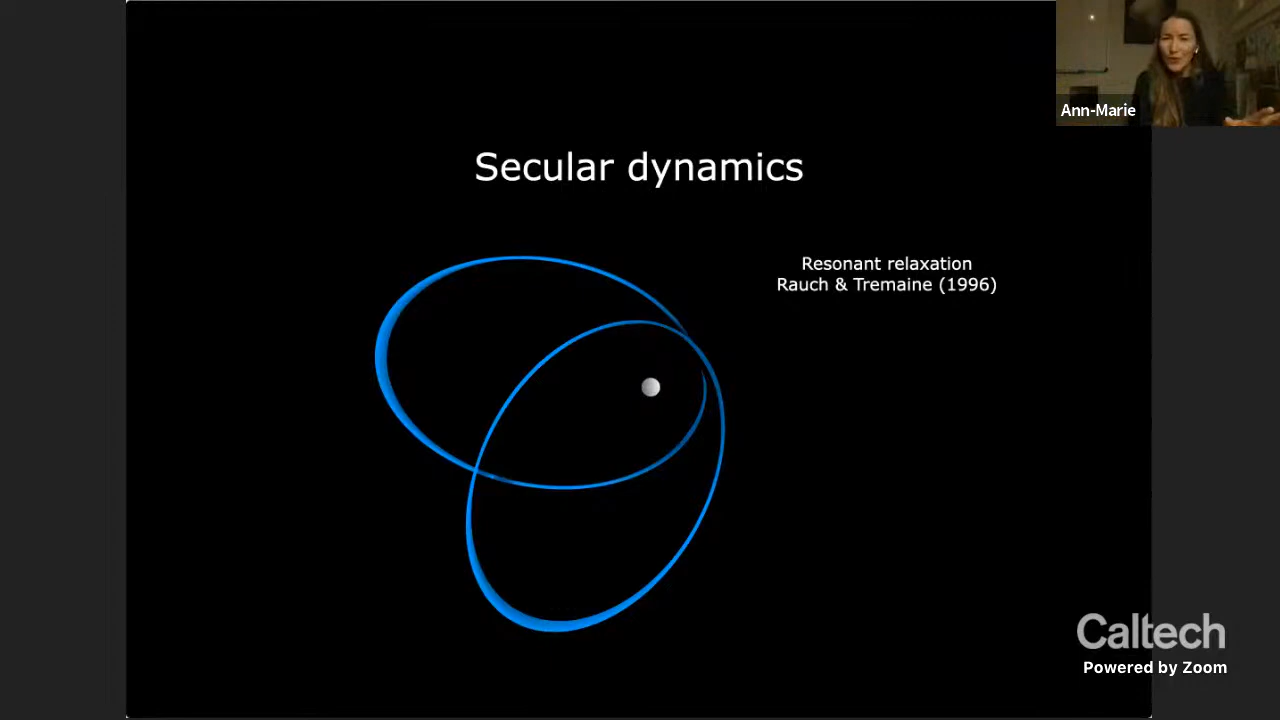 Ann-Marie
Secular dynamics
Resonant relaxation
Rauch & Tremaine (1996)
Caltech
Powered by Zoom